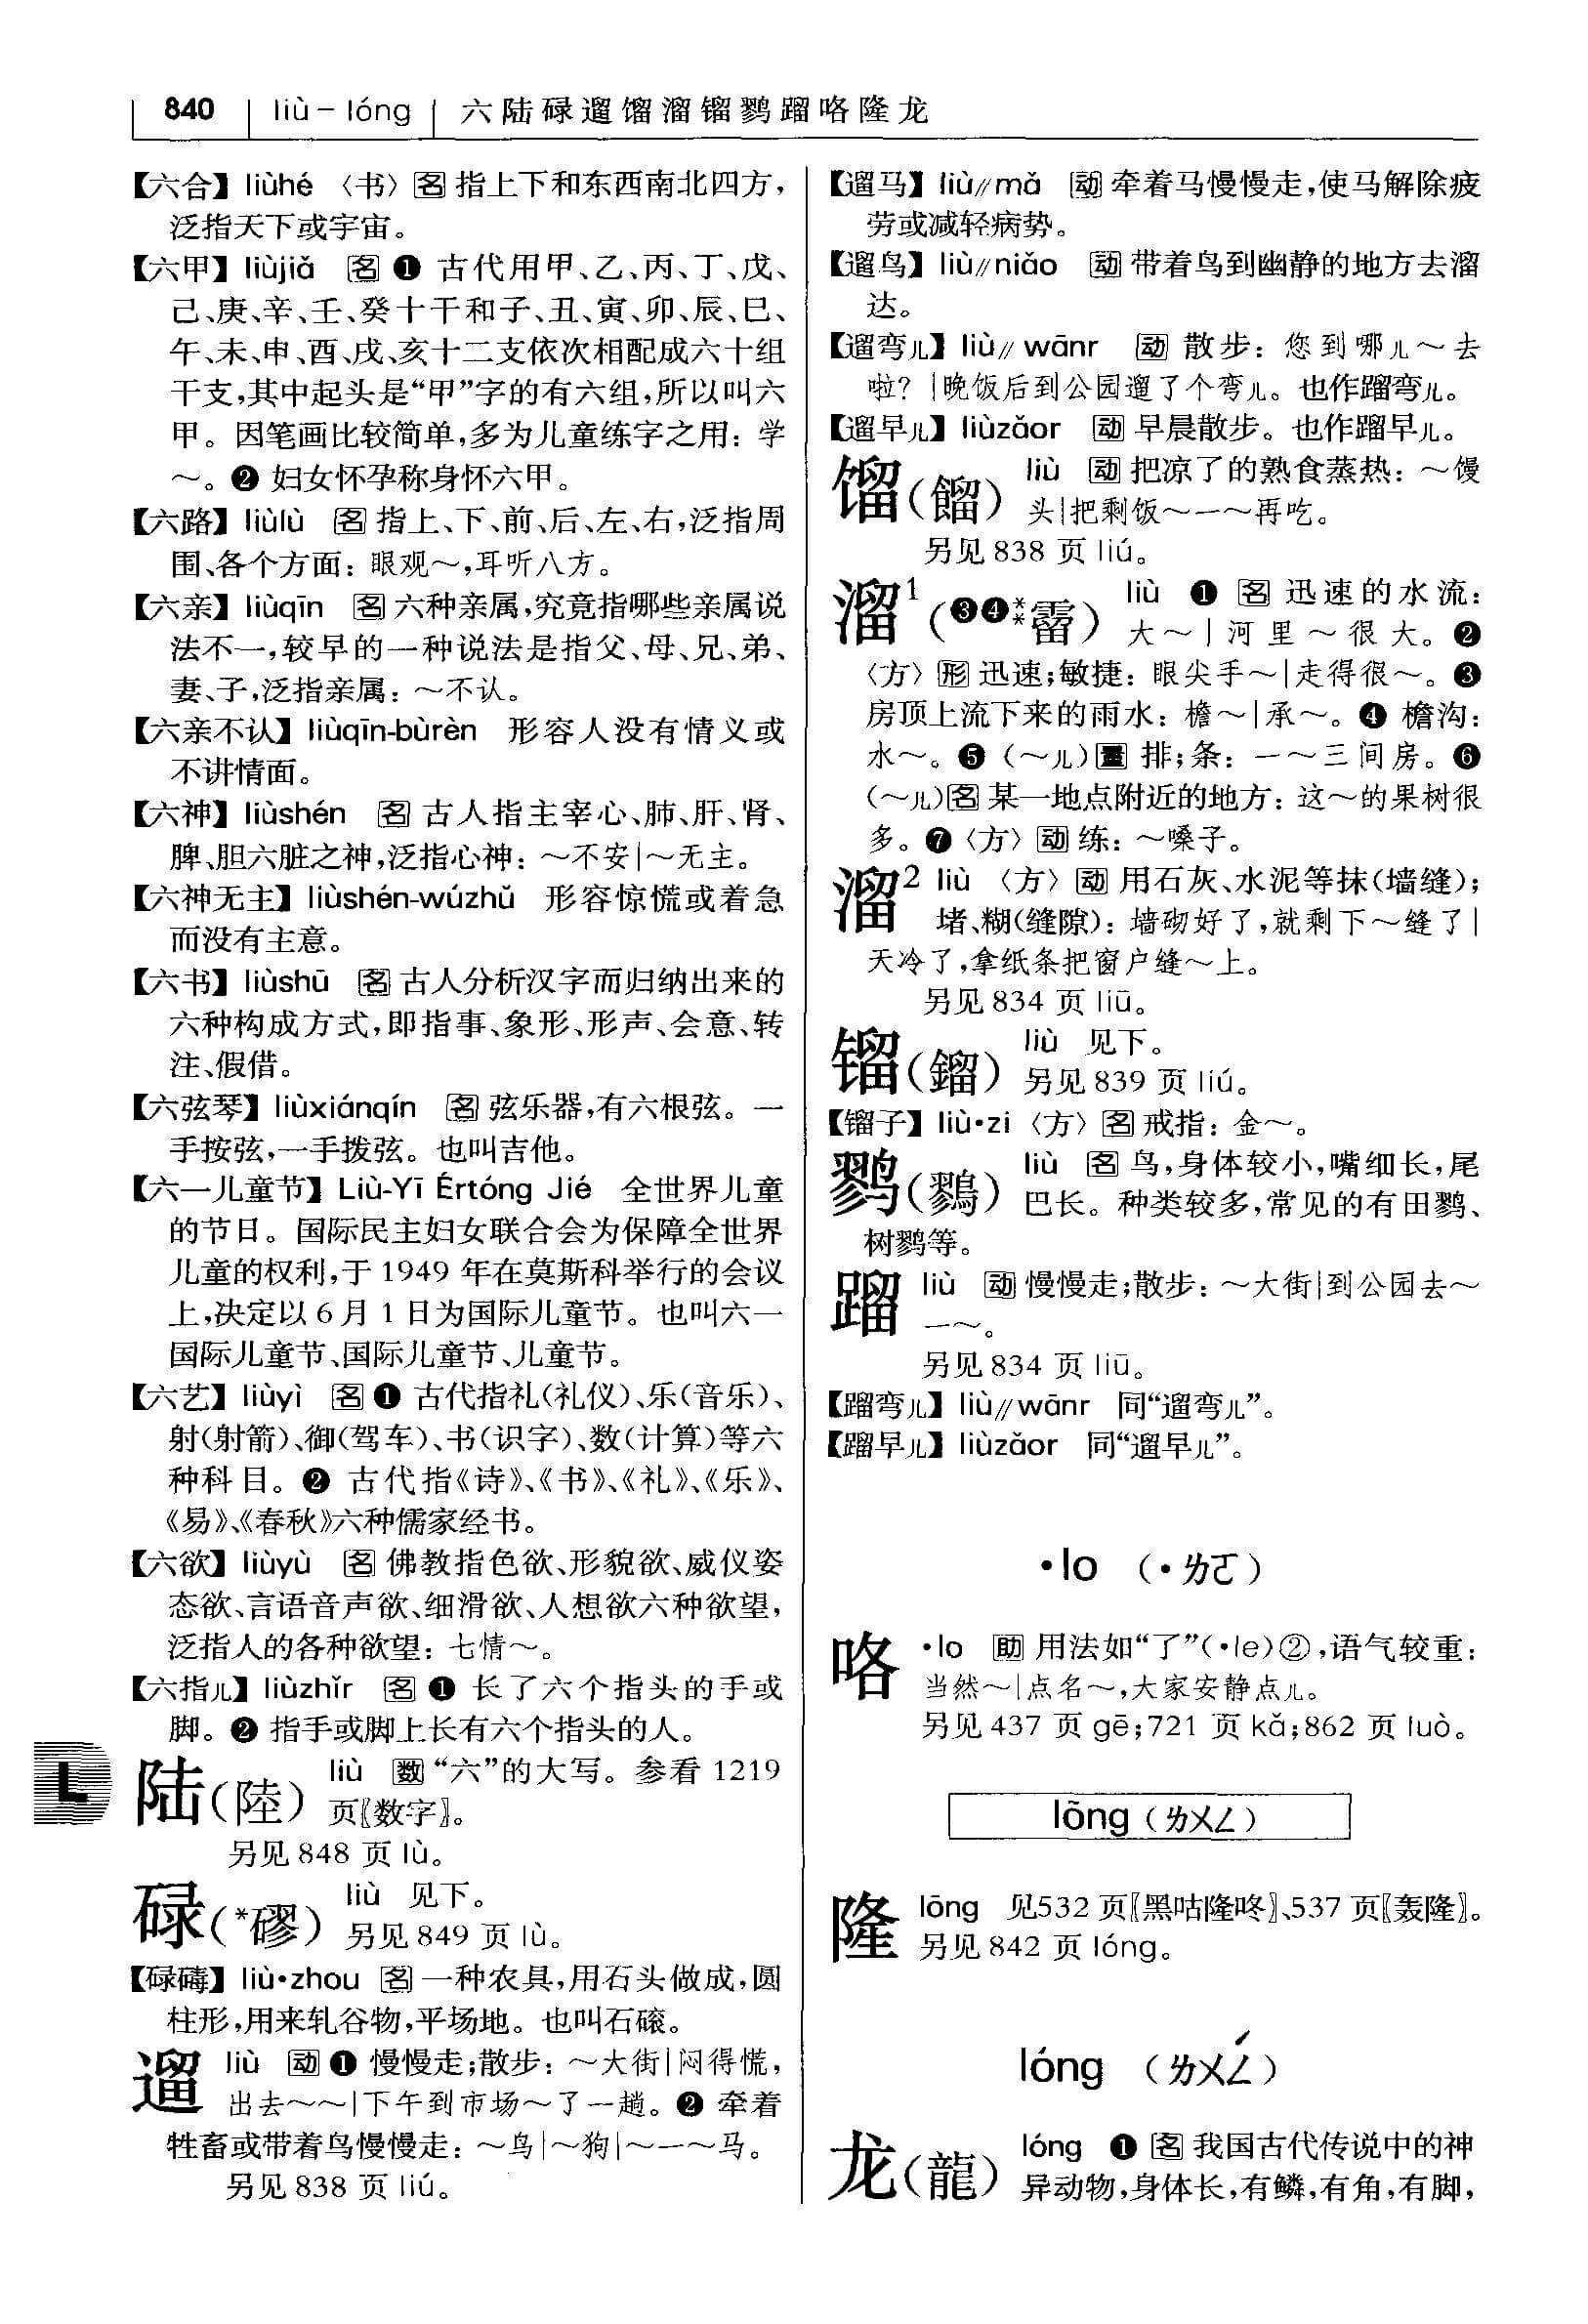 840 liù－lóng 六陆碌遛馏溜镏鹨蹓咯隆龙
【六合】liùhé 〈书〉名 指上下和东西南北四方，
泛指天下或宇宙。
【六甲】liùjiǎ 名 ❶ 古代用甲、乙、丙、丁、戊、
己、庚、辛、壬、癸十干和子、丑、寅、卯、辰、巳、
午、未、申、酉、戌、亥十二支依次相配成六十组
干支，其中起头是“甲”字的有六组，所以叫六
甲。因笔画比较简单，多为儿童练字之用：学
～。❷ 妇女怀孕称身怀六甲。
【六路】liùlù 名 指上、下、前、后、左、右，泛指周
围、各个方面：眼观～，耳听八方。
【六亲】liùqīn 名 六种亲属，究竟指哪些亲属说
法不一，较早的一种说法是指父、母、兄、弟、
妻、子，泛指亲属：～不认。
【六亲不认】liùqīn-bùrèn 形容人没有情义或
不讲情面。
【六神】liùshén 名 古人指主宰心、肺、肝、肾、
脾、胆六脏之神，泛指心神：～不安|～无主。
【六神无主】liùshén-wúzhǔ 形容惊慌或着急
而没有主意。
【六书】liùshū 名 古人分析汉字而归纳出来的
六种构成方式，即指事、象形、形声、会意、转
注、假借。
【六弦琴】liùxiánqín 名 弦乐器，有六根弦。一
手按弦，一手拨弦。也叫吉他。
【六一儿童节】Liù-Yī Értóng Jié 全世界儿童
的节日。国际民主妇女联合会为保障全世界
儿童的权利，于 1949 年在莫斯科举行的会议
上，决定以 6 月 1 日为国际儿童节。也叫六一
国际儿童节、国际儿童节、儿童节。
【六艺】liùyì 名 ❶ 古代指礼（礼仪）、乐（音乐）、
射（射箭）、御（驾车）、书（识字）、数（计算）等六
种科目。❷ 古代指《诗》、《书》、《礼》、《乐》、
《易》、《春秋》六种儒家经书。
【六欲】liùyù 名 佛教指色欲、形貌欲、威仪姿
态欲、言语音声欲、细滑欲、人想欲六种欲望，
泛指人的各种欲望：七情～。
【六指儿】liùzhǐr 名 ❶ 长了六个指头的手或
脚。❷ 指手或脚上长有六个指头的人。
L
陆（陸） liù 数 “六”的大写。参看 1219
页〖数字〗。
另见 848 页 lù。
碌（*磟） liù 见下。
另见 849 页 lù。
【碌碡】liù•zhou 名 一种农具，用石头做成，圆
柱形，用来轧谷物，平场地。也叫石磙。
遛 liù 动 ❶ 慢慢走；散步：～大街|闷得慌，
出去～～|下午到市场～了一趟。❷ 牵着
牲畜或带着鸟慢慢走：～鸟|～狗|～一～马。
另见 838 页 liú。
【遛马】liù∥mǎ 动 牵着马慢慢走，使马解除疲
劳或减轻病势。
【遛鸟】liù∥niǎo 动 带着鸟到幽静的地方去溜
达。
【遛弯儿】liù∥wānr 动 散步：您到哪儿～去
啦？|晚饭后到公园遛了个弯儿。也作蹓弯儿。
【遛早儿】liùzǎor 动 早晨散步。也作蹓早儿。
馏（餾） liù 动 把凉了的熟食蒸热：～馒
头|把剩饭～一～再吃。
另见 838 页 liú。
溜¹（❸❹**霤） liù ❶ 名 迅速的水流：
大～|河里～很大。❷
〈方〉形 迅速；敏捷：眼尖手～|走得很～。❸
房顶上流下来的雨水：檐～|承～。❹ 檐沟：
水～。❺（～儿）量 排；条：一～三间房。❻
（～儿）名 某一地点附近的地方：这～的果树很
多。❼〈方〉动 练：～嗓子。
溜² liù 〈方〉动 用石灰、水泥等抹（墙缝）；
堵、糊（缝隙）：墙砌好了，就剩下～缝了|
天冷了，拿纸条把窗户缝～上。
另见 834 页 liū。
镏（鎦） liù 见下。
另见 839 页 liú。
【镏子】liù•zi 〈方〉名 戒指：金～。
鹨（鷚） liù 名 鸟，身体较小，嘴细长，尾
巴长。种类较多，常见的有田鹨、
树鹨等。
蹓 liù 动 慢慢走；散步：～大街|到公园去～
一～。
另见 834 页 liū。
【蹓弯儿】liù∥wānr 同“遛弯儿”。
【蹓早儿】liùzǎor 同“遛早儿”。
•lo （•ㄌㄛ）
咯 •lo 助 用法如“了”（•le）②，语气较重：
当然～|点名～，大家安静点儿。
另见 437 页 gē；721 页 kǎ；862 页 luò。
lōng（ㄌㄨㄥ）
隆 lōng 见532 页〖黑咕隆咚〗、537 页〖轰隆〗。
另见 842 页 lóng。
lóng （ㄌㄨㄥˊ）
龙（龍） lóng ❶ 名 我国古代传说中的神
异动物，身体长，有鳞，有角，有脚，